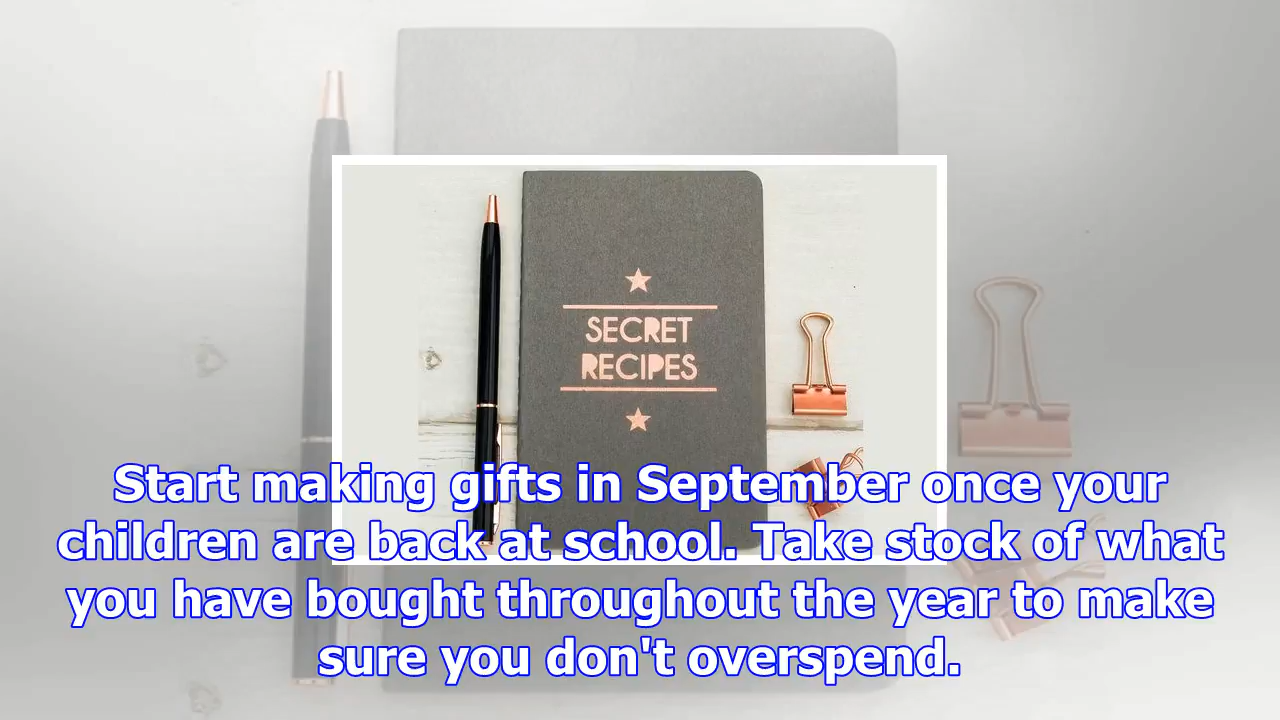 SECRET
RECIPES
Start making gifts in September once your
children are back at school. Take stock of what
you have bought throughout the year to make
sure you don't overspend.